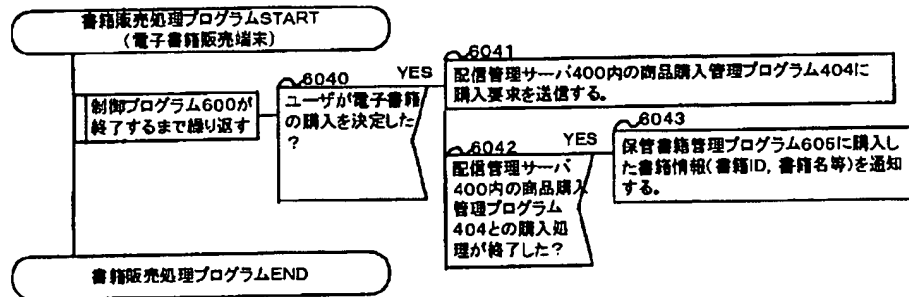 書籍販売処理プログラムSTART
(電子書籍販売端末)
制御プログラム600が
終了するまで繰り返す
6040
YES
ユーザが電子書籍
の購入を決定した
?
6041
配信管理サーバ400内の商品購入管理プログラム404に
購入要求を送信する。
6042
YES
配信管理サーバ
400内の商品購入
管理プログラム
404との購入処
理が終了した?
6043
保管書籍管理プログラム605に購入し
た書籍情報(書籍ID, 書籍名等)を通知
する。
書籍販売処理プログラムEND